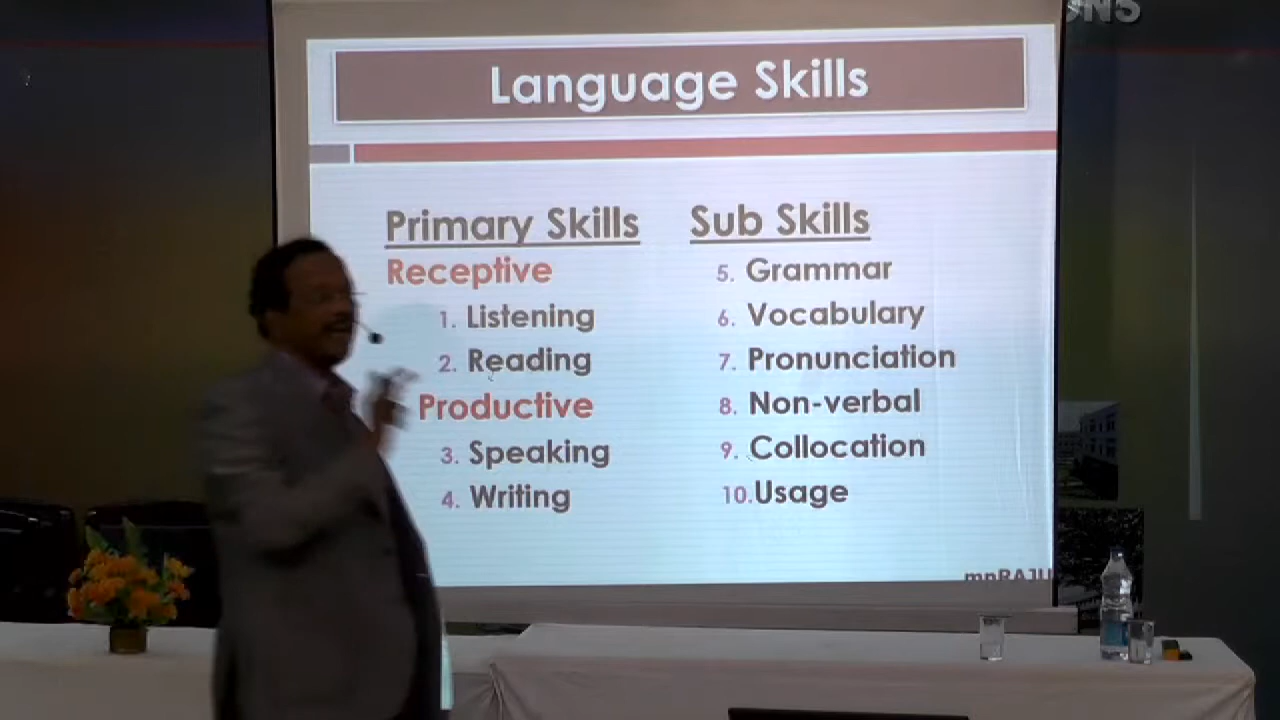 Language Skills
Primary Skills
Receptive
1. Listening
2. Reading
Productive
3. Speaking
4. Writing
Sub Skills
5. Grammar
6. Vocabulary
7. Pronunciation
8. Non-verbal
9. Collocation
10. Usage
mnRAJU